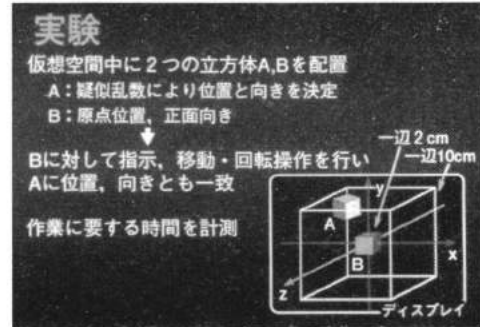 実験
仮想空間中に2つの立方体A,Bを配置
A：疑似乱数により位置と向きを決定
B：原点位置，正面向き
Bに対して指示、移動・回転操作を行い
Aに位置、向きとも一致
作業に要する時間を計測
一辺2cm
一辺10cm
y
A
B
x
z
ディスプレイ